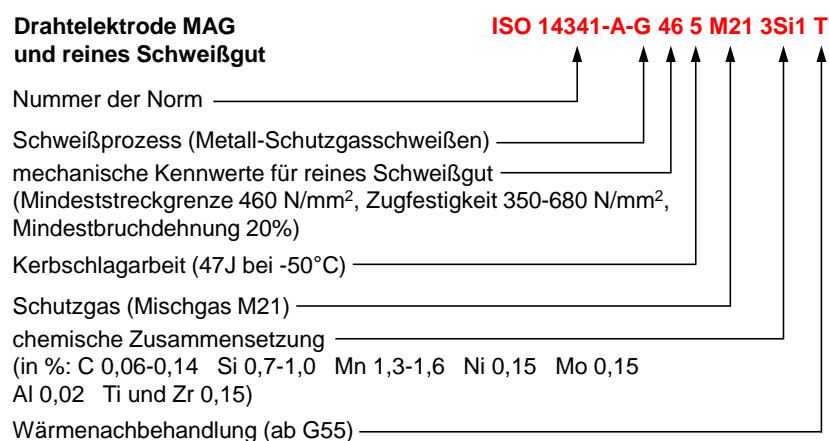 Drahtelektrode MAG
und reines Schweißgut
ISO 14341-A-G 46 5 M21 3Si1 T
Nummer der Norm
Schweißprozess (Metall-Schutzgasschweißen)
mechanische Kennwerte für reines Schweißgut
(Mindeststreckgrenze 460 N/mm², Zugfestigkeit 350-680 N/mm²,
Mindestbruchdehnung 20%)
Kerbschlagarbeit (47J bei -50°C)
Schutzgas (Mischgas M21)
chemische Zusammensetzung
(in %: C 0,06-0,14 Si 0,7-1,0 Mn 1,3-1,6 Ni 0,15 Mo 0,15
Al 0,02 Ti und Zr 0,15)
Wärmenachbehandlung (ab G55)